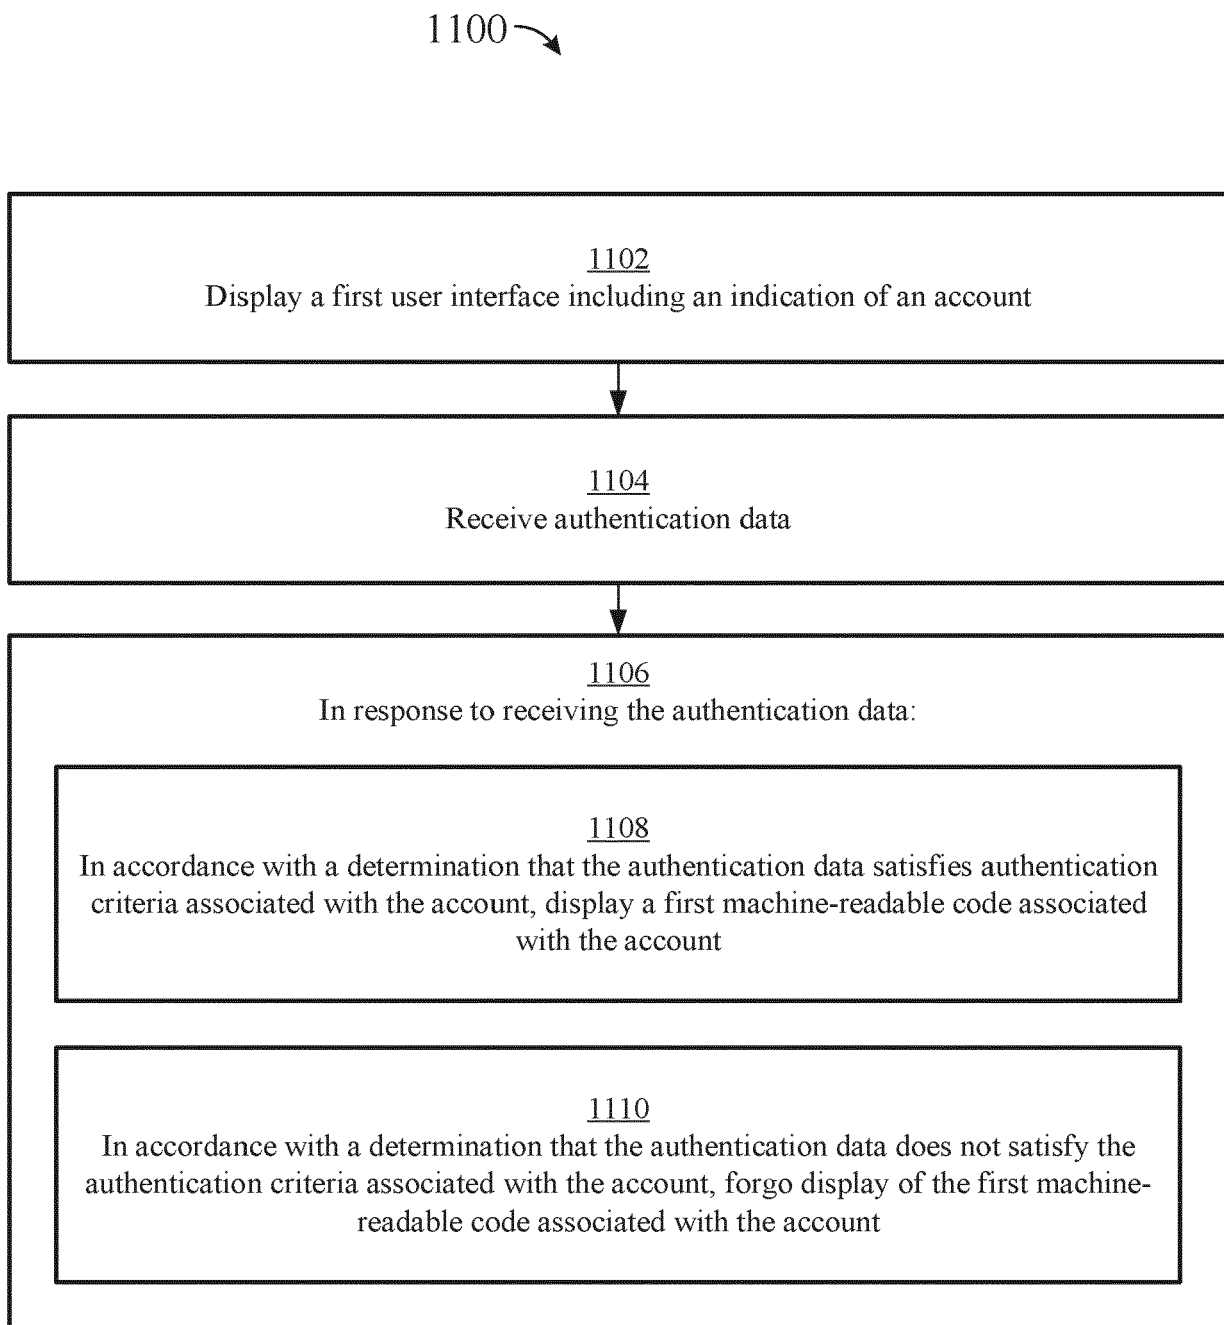 1100
1102
Display a first user interface including an indication of an account
1104
Receive authentication data
1106
In response to receiving the authentication data:
1108
In accordance with a determination that the authentication data satisfies authentication
criteria associated with the account, display a first machine-readable code associated
with the account
1110
In accordance with a determination that the authentication data does not satisfy the
authentication criteria associated with the account, forgo display of the first machine-
readable code associated with the account